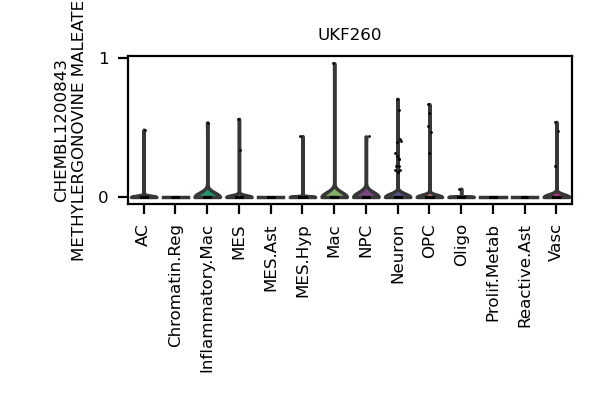 UKF260
CHEMBL1200843
METHYLERGONOVINE MALEATE
1
0
AC
Chromatin.Reg
Inflammatory.Mac
MES
MES.Ast
MES.Hyp
Mac
NPC
Neuron
OPC
Oligo
Prolif.Metab
Reactive.Ast
Vasc